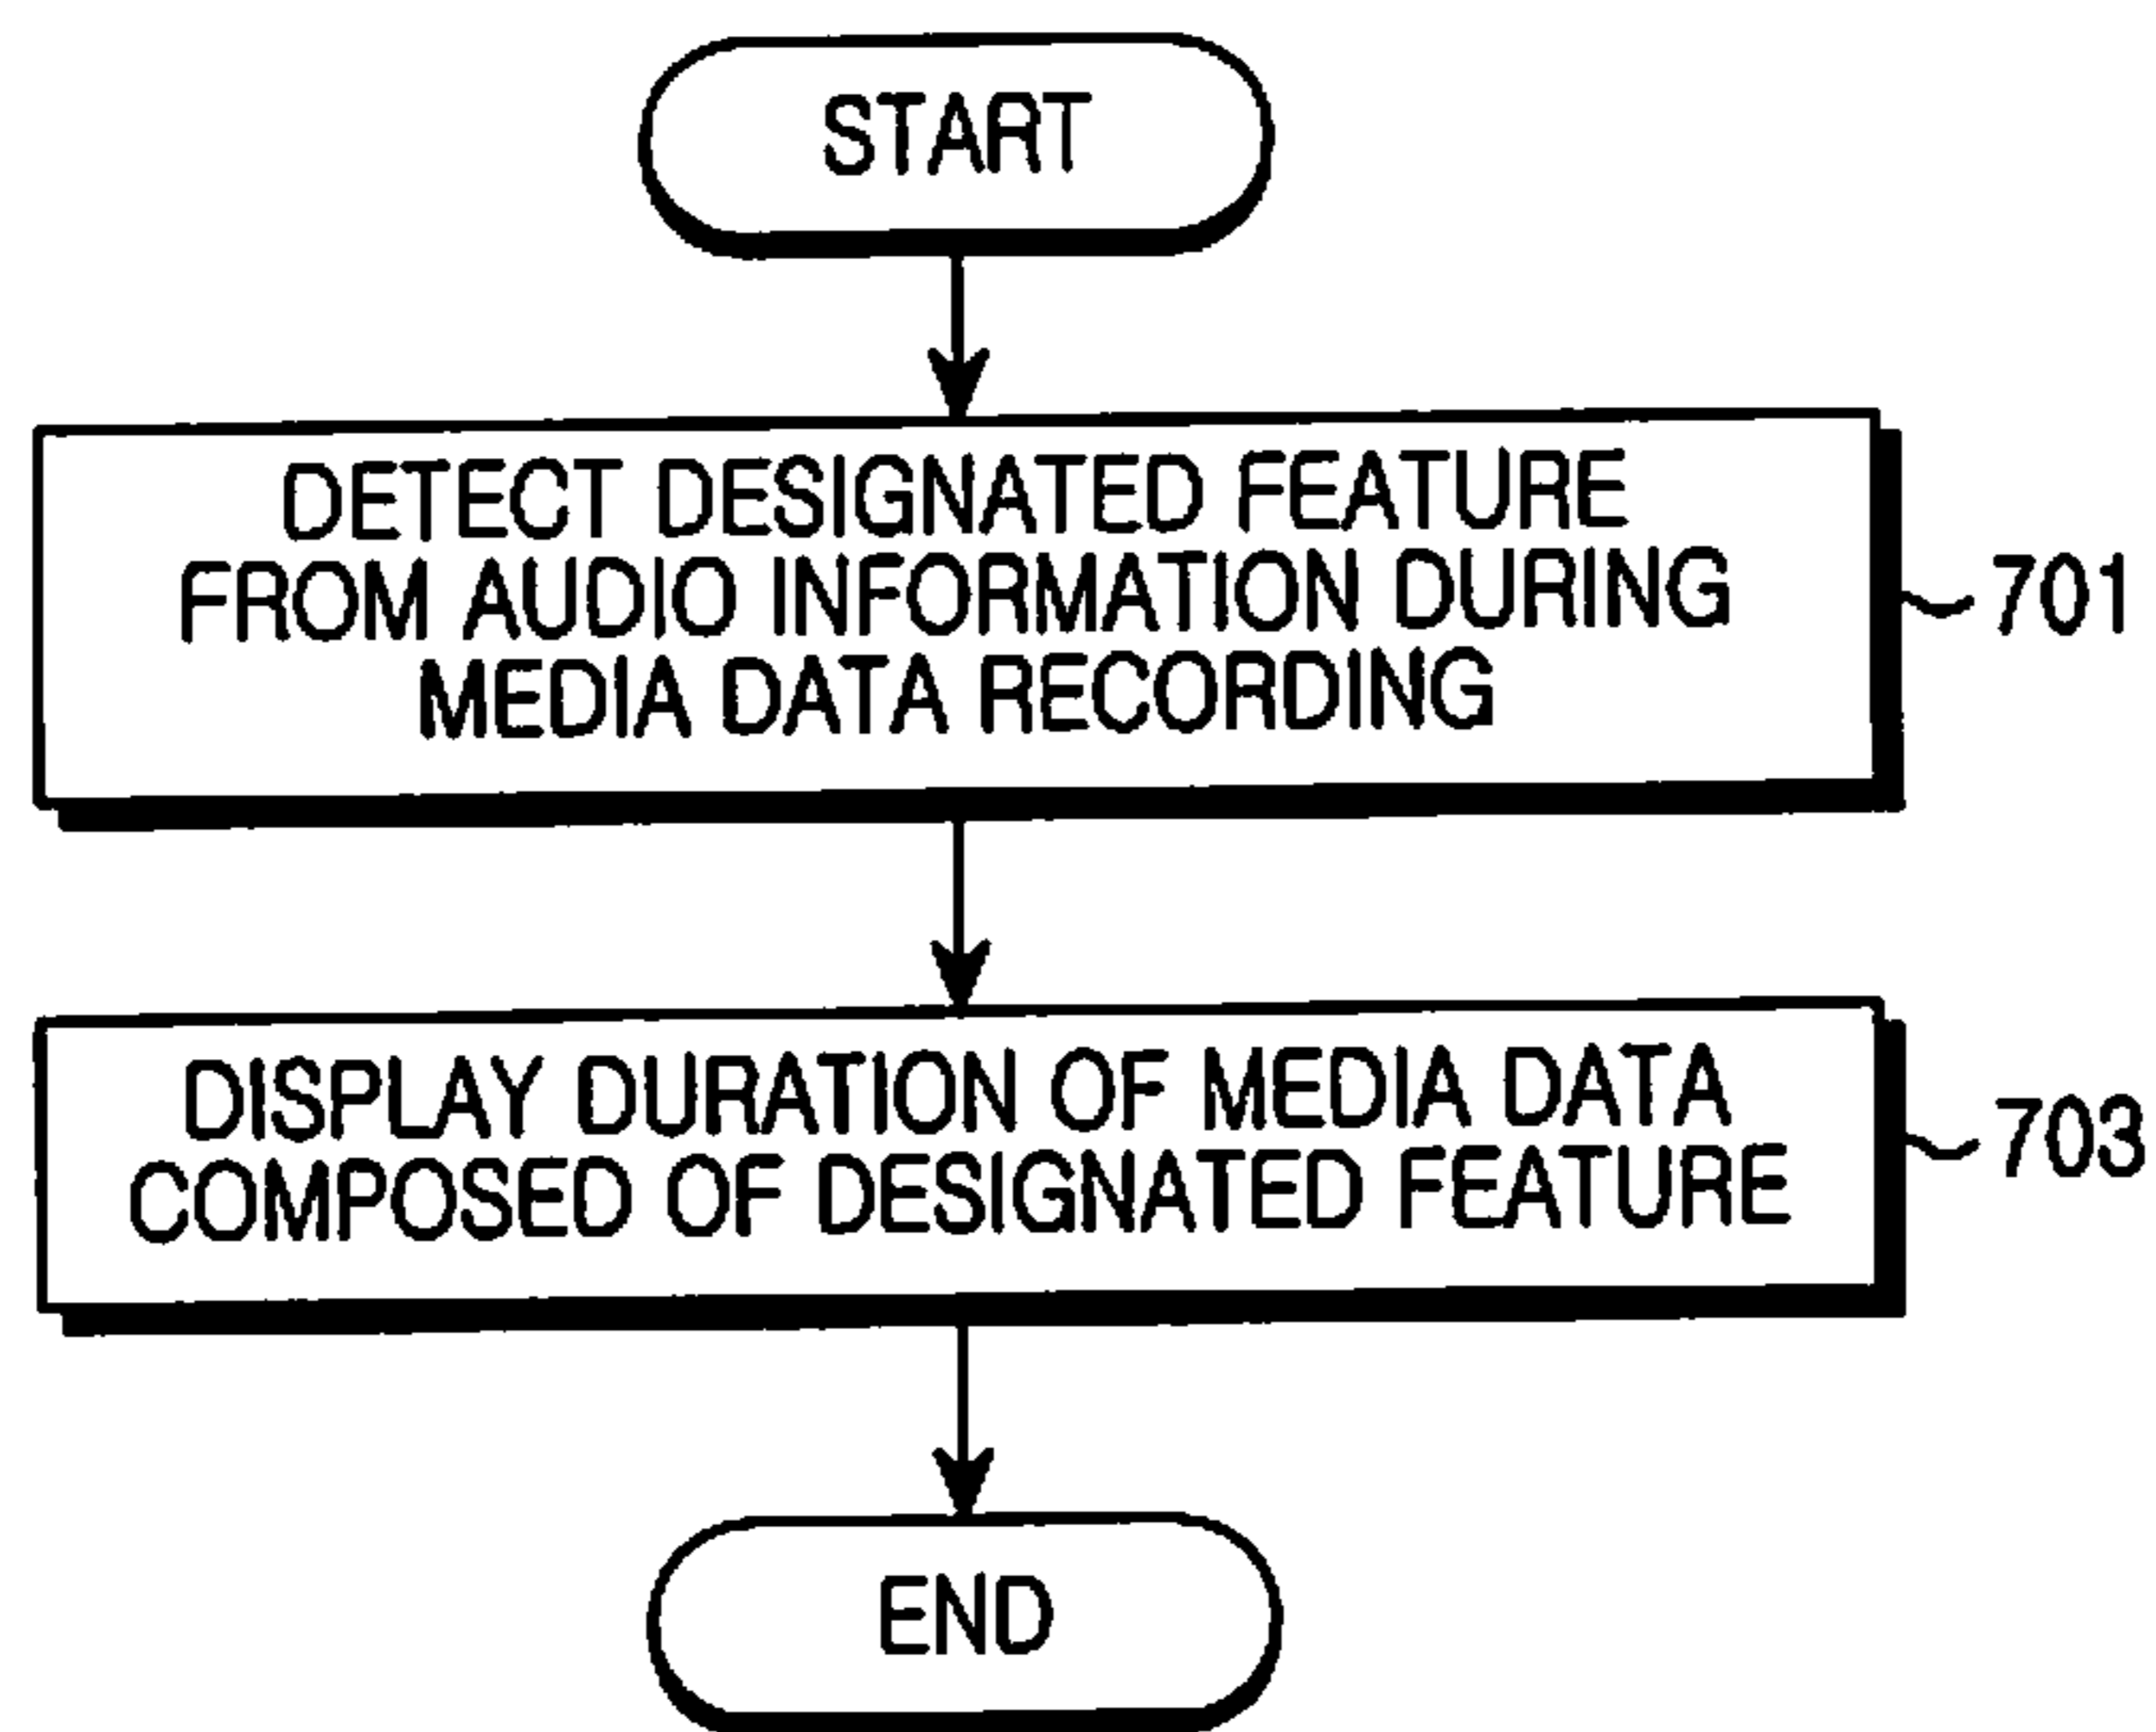 START
DETECT DESIGNATED FEATURE
FROM AUDIO INFORMATION DURING
MEDIA DATA RECORDING
701
DISPLAY DURATION OF MEDIA DATA
COMPOSED OF DESIGNATED FEATURE
703
END